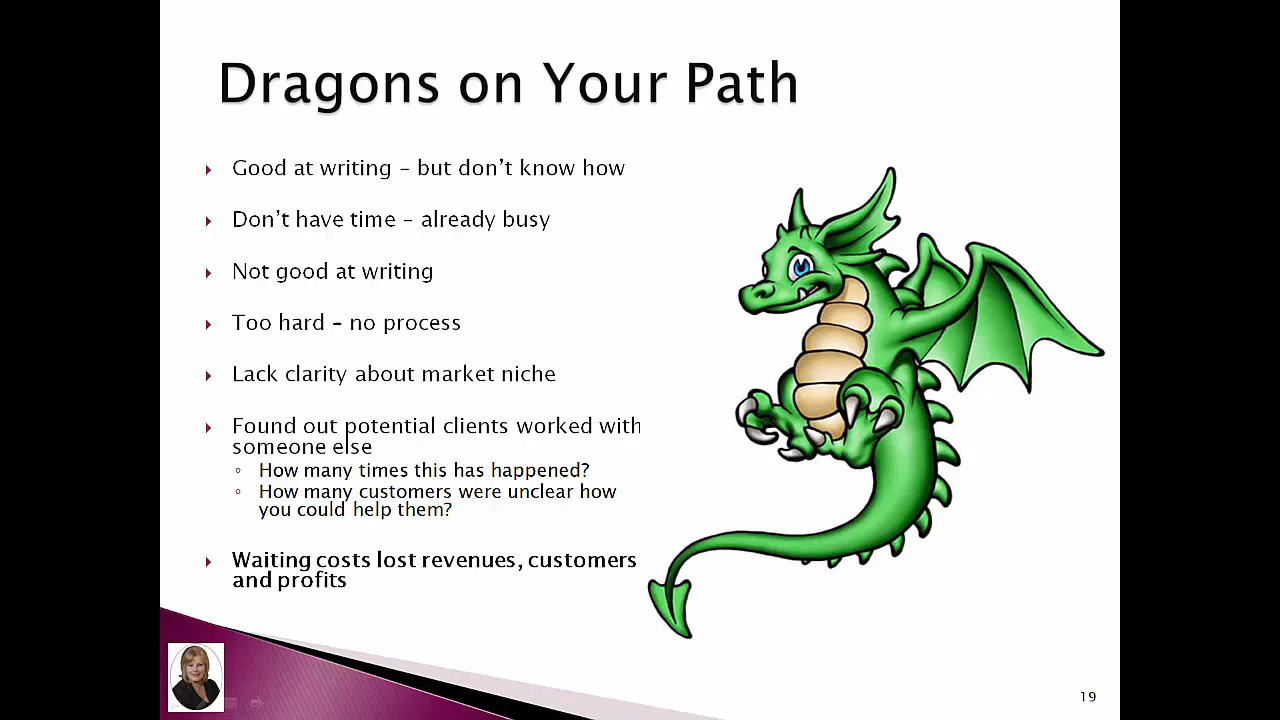 Dragons on Your Path
Good at writing – but don’t know how
Don’t have time – already busy
Not good at writing
Too hard – no process
Lack clarity about market niche
Found out potential clients worked with
someone else
How many times this has happened?
How many customers were unclear how
you could help them?
Waiting costs lost revenues, customers
and profits
19